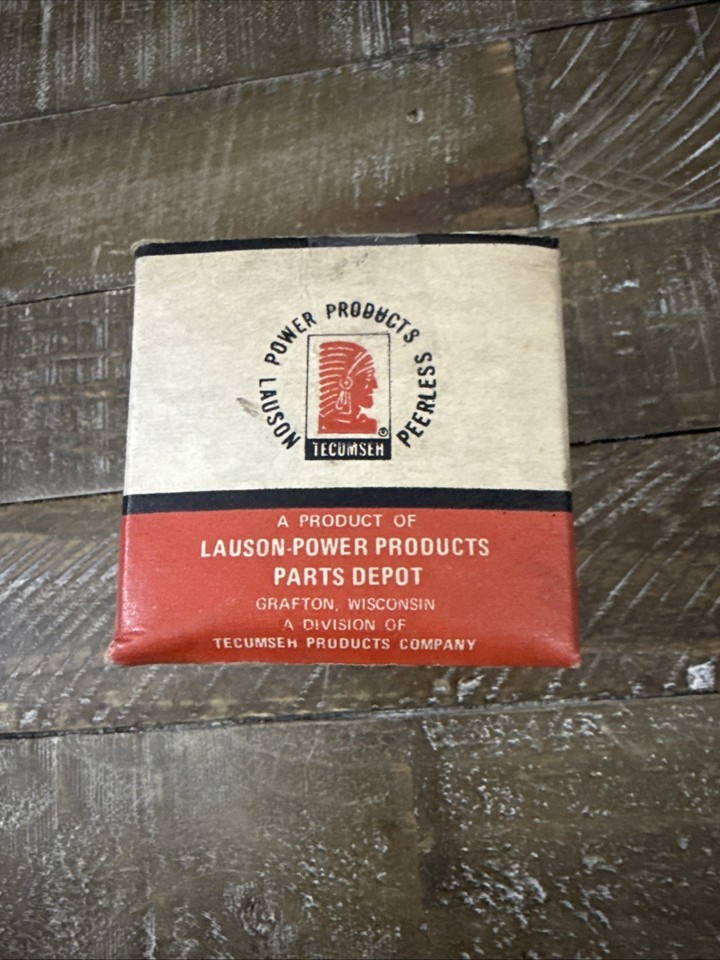 LAUSON POWER PRODUCTS PEERLESS
TECUMSEH
®
A PRODUCT OF
LAUSON-POWER PRODUCTS
PARTS DEPOT
GRAFTON, WISCONSIN
A DIVISION OF
TECUMSEH PRODUCTS COMPANY